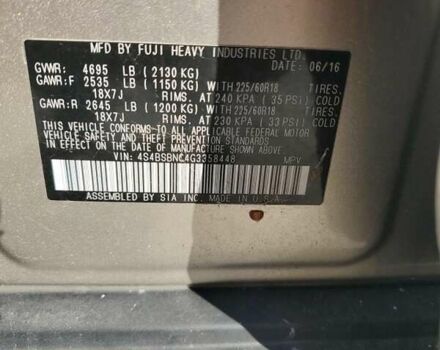 MFD BY FUJI HEAVY INDUSTRIES LTD. DATE: 06/16
GVWR: 4695 LB (2130 KG)
GAWR:F 2535 LB (1150 KG) WITH 225/60R18 TIRES.
18X7J RIMS. AT 240 KPA (35 PSI) COLD
GAWR:R 2645 LB (1200 KG) WITH 225/60R18 TIRES.
18X7J RIMS. AT 230 KPA (33 PSI) COLD
THIS VEHICLE CONFORMS TO ALL APPLICABLE FEDERAL MOTOR
VEHICLE SAFETY STANDARDS IN EFFECT ON THE DATE OF
MANUFACTURE SHOWN ABOVE.
VIN: 4S4BSBNC4G3358448 MPV
ASSEMBLED BY SIA INC. MADE IN U.S.A.